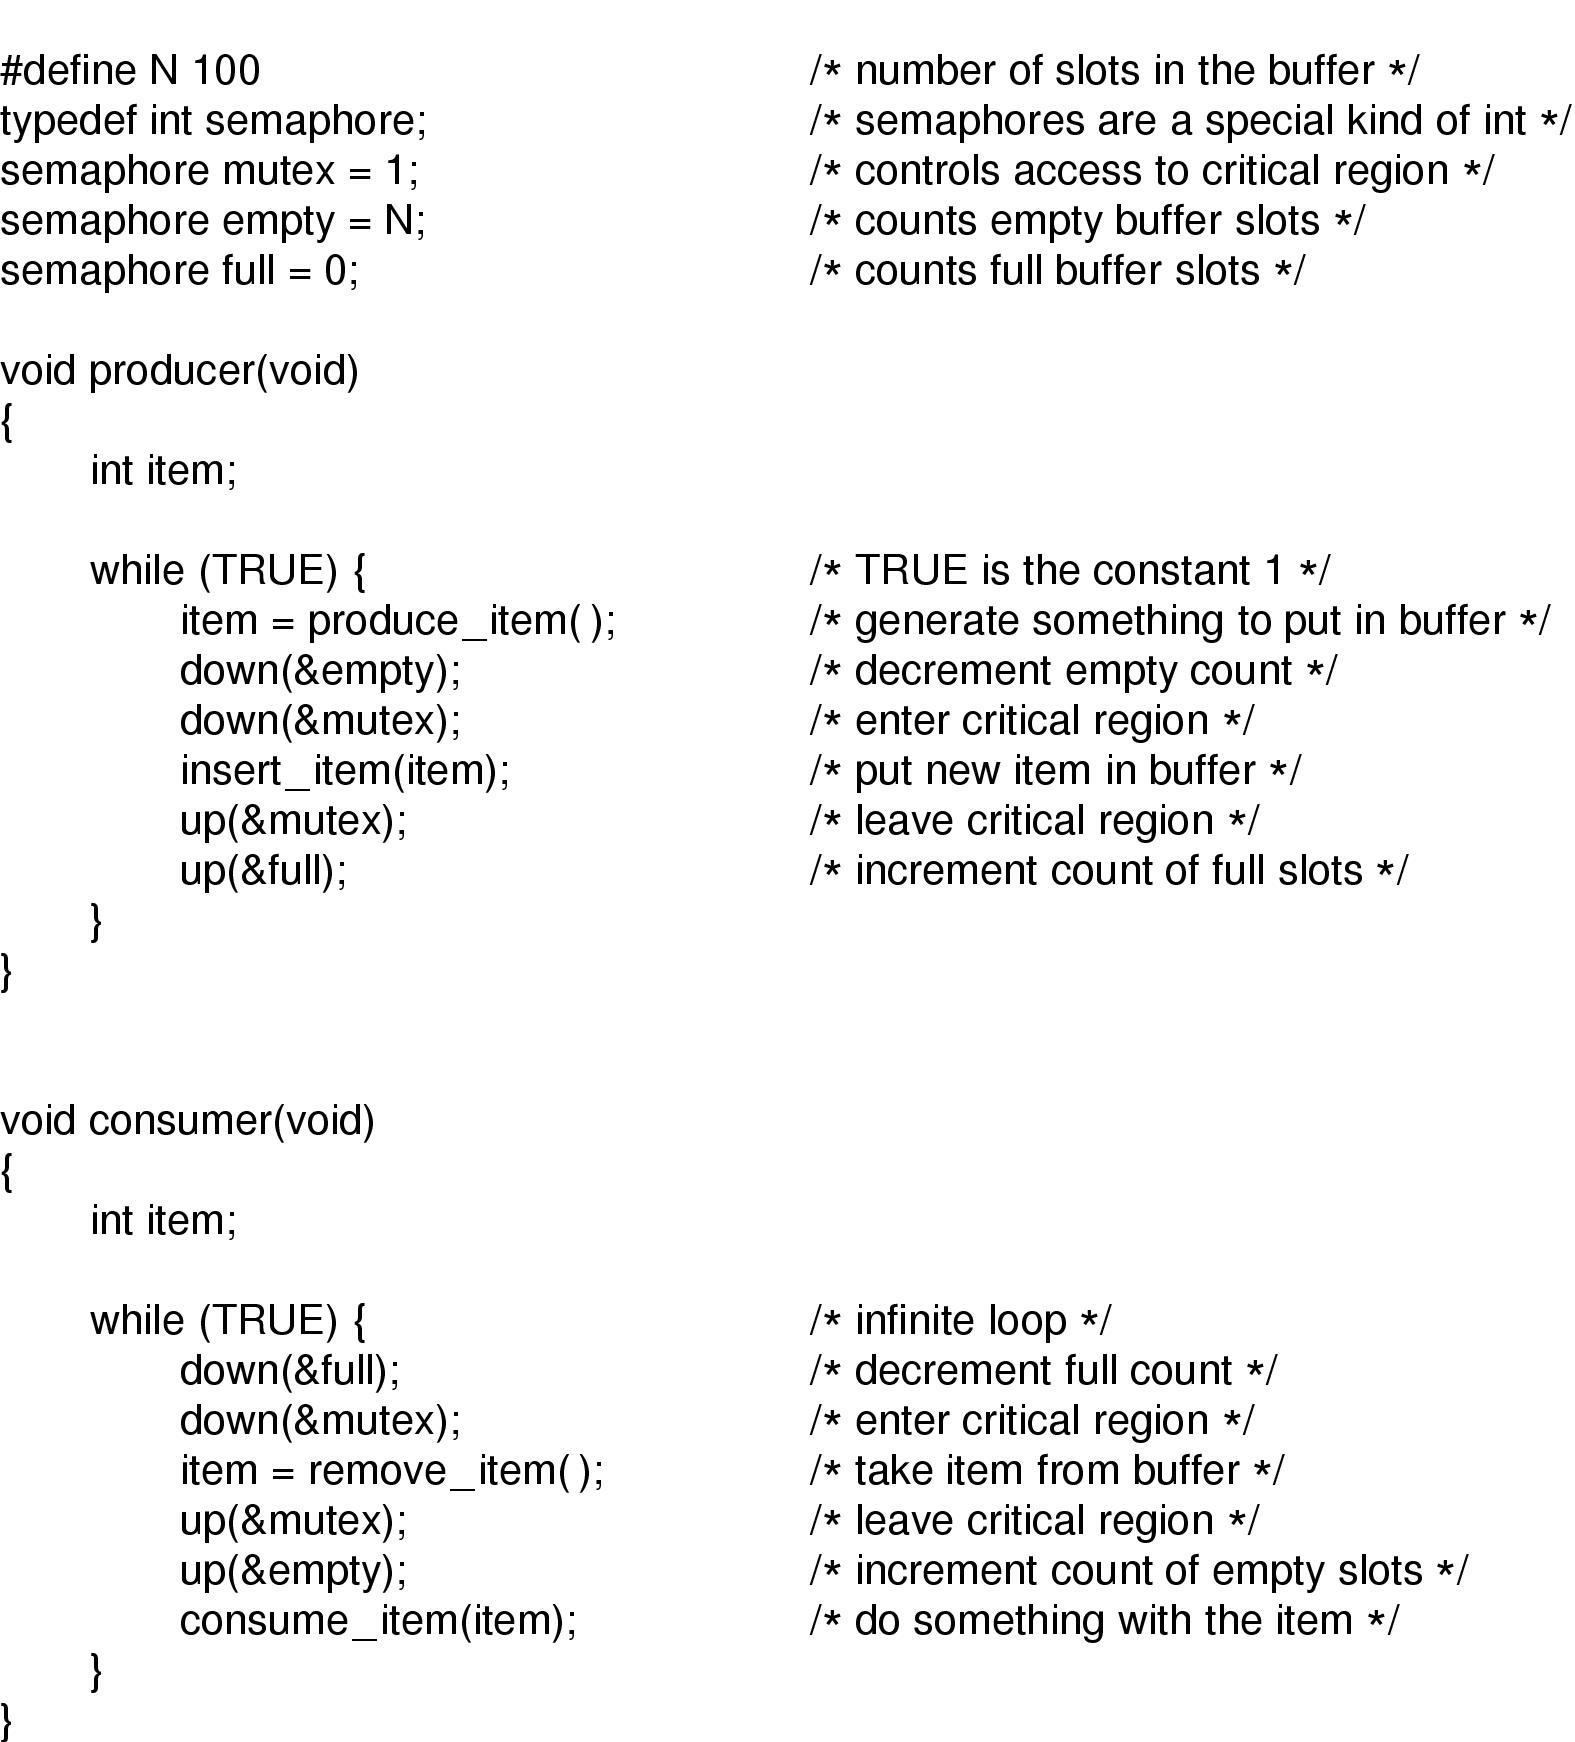 #define N 100 /* number of slots in the buffer */
typedef int semaphore; /* semaphores are a special kind of int */
semaphore mutex = 1; /* controls access to critical region */
semaphore empty = N; /* counts empty buffer slots */
semaphore full = 0; /* counts full buffer slots */
void producer(void)
{
int item;
while (TRUE) { /* TRUE is the constant 1 */
item = produce_item( ); /* generate something to put in buffer */
down(&empty); /* decrement empty count */
down(&mutex); /* enter critical region */
insert_item(item); /* put new item in buffer */
up(&mutex); /* leave critical region */
up(&full); /* increment count of full slots */
}
}
void consumer(void)
{
int item;
while (TRUE) { /* infinite loop */
down(&full); /* decrement full count */
down(&mutex); /* enter critical region */
item = remove_item( ); /* take item from buffer */
up(&mutex); /* leave critical region */
up(&empty); /* increment count of empty slots */
consume_item(item); /* do something with the item */
}
}